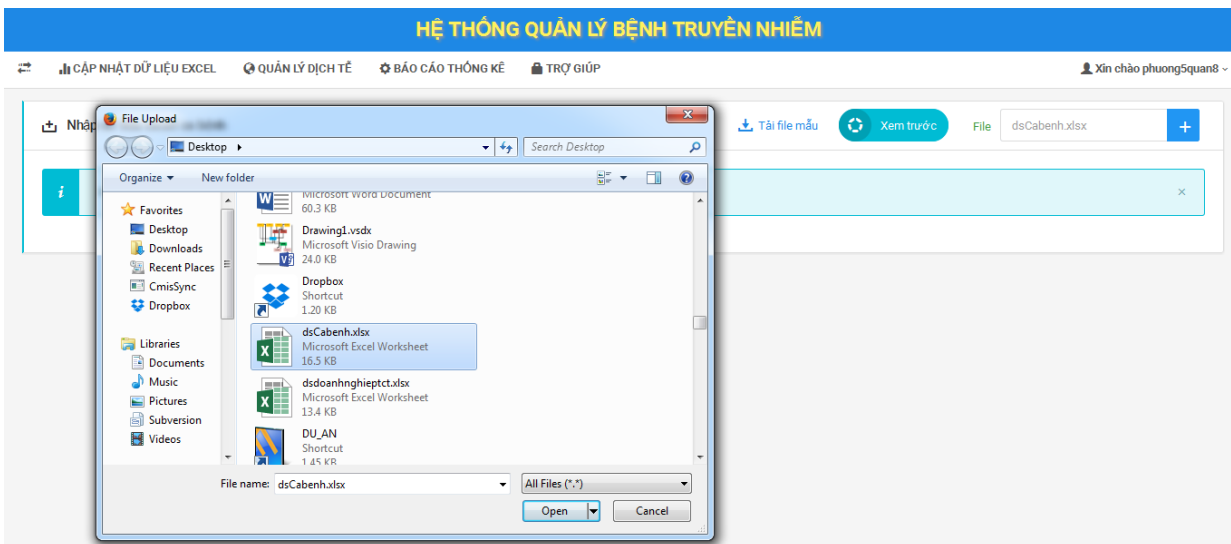 HỆ THỐNG QUẢN LÝ BỆNH TRUYỀN NHIỄM
CẬP NHẬT DỮ LIỆU EXCEL QUẢN LÝ DỊCH TỄ BÁO CÁO THỐNG KÊ TRỢ GIÚP Xin chào phuong5quan8
Nhập
Tải file mẫu Xem trước File dsCabenh.xlsx +
i ×
File Upload
Desktop Search Desktop
Organize New folder
Favorites
Desktop
Downloads
Recent Places
CmisSync
Dropbox
Libraries
Documents
Music
Pictures
Subversion
Videos
Microsoft Word Document
60.3 KB
Drawing1.vsdx
Microsoft Visio Drawing
24.0 KB
Dropbox
Shortcut
1.20 KB
dsCabenh.xlsx
Microsoft Excel Worksheet
16.5 KB
dsdoanhnghieptct.xlsx
Microsoft Excel Worksheet
13.4 KB
DU_AN
Shortcut
1.45 KB
File name: dsCabenh.xlsx All Files (*.*)
Open Cancel